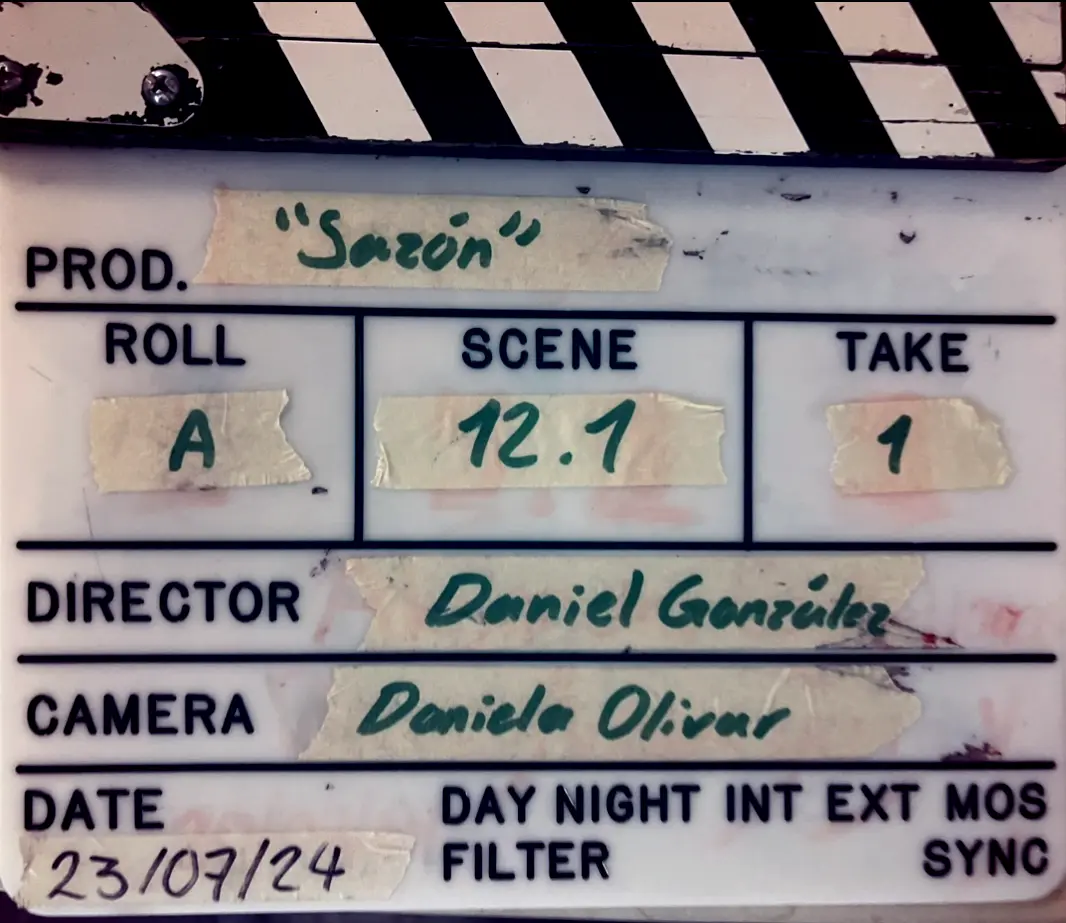 PROD. "Sazón"
ROLL SCENE TAKE
A 12.1 1
DIRECTOR Daniel González
CAMERA Daniela Olivar
DATE DAY NIGHT INT EXT MOS
23/07/24 FILTER SYNC